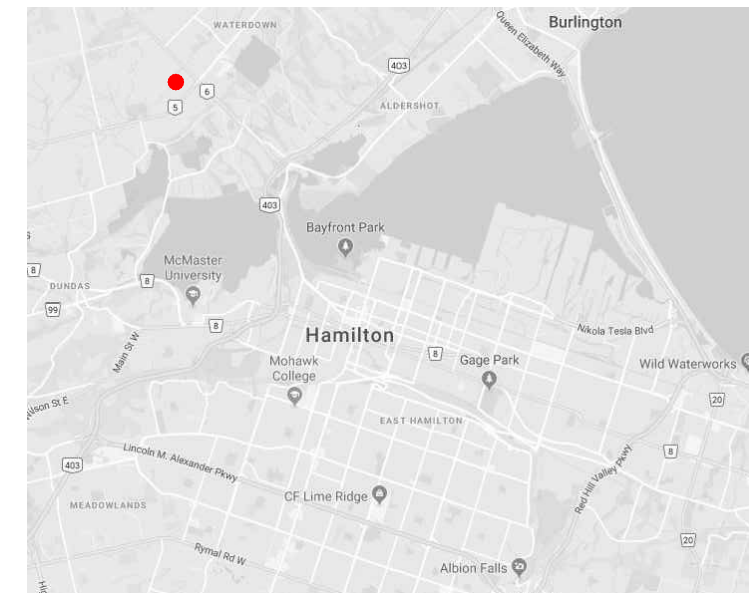 Burlington
WATERDOWN
Queen Elizabeth Way
403
6
5
ALDERSHOT
403
Bayfront Park
McMaster
University
8
8
DUNDAS
99
8
Hamilton
Nikola Tesla Blvd
Main St W
8
Gage Park
Wild Waterworks
Mohawk
College
20
ilson St E
EAST HAMILTON
Lincoln M. Alexander Pkwy
8
403
Red Hill Valley Pkwy
CF Lime Ridge
MEADOWLANDS
20
Rymal Rd W
Albion Falls